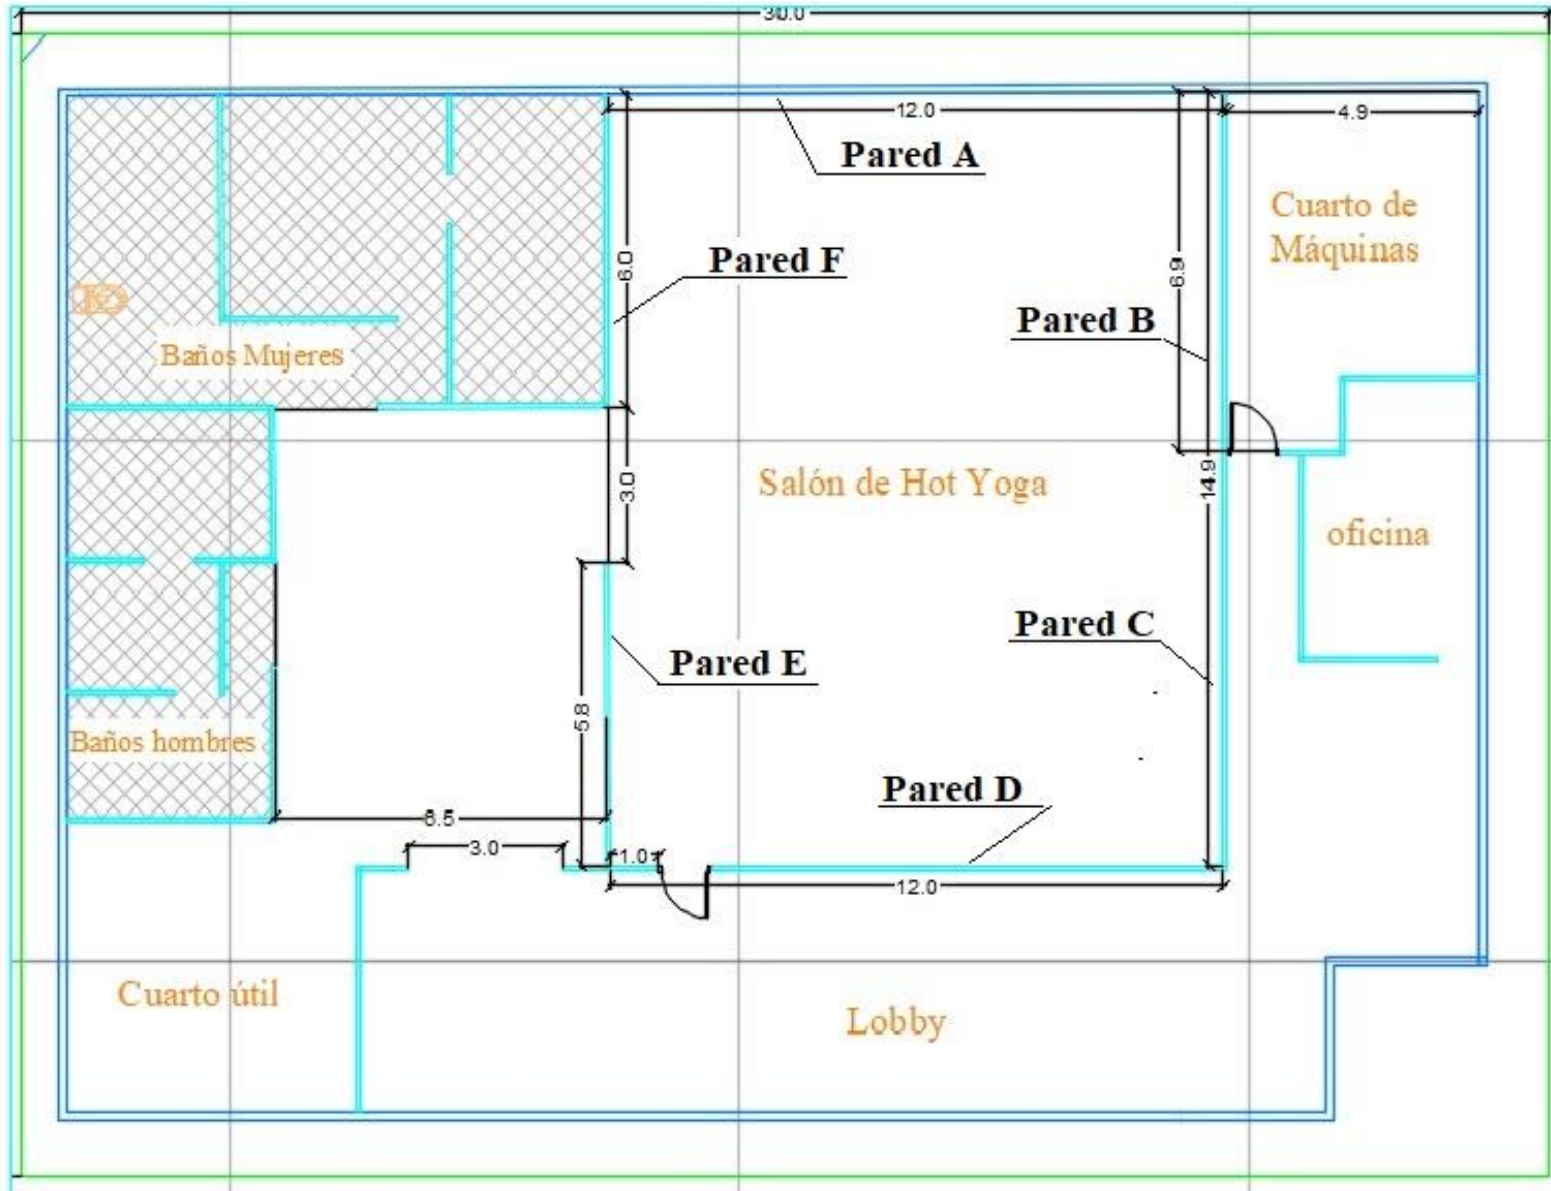 30.0
12.0
4.9
Pared A
Cuarto de
Máquinas
Pared F
6.0
6.9
Pared B
Baños Mujeres
Salón de Hot Yoga
3.0
14.9
oficina
Pared C
Pared E
5.8
Baños hombres
Pared D
6.5
3.0
1.0
12.0
Cuarto útil
Lobby